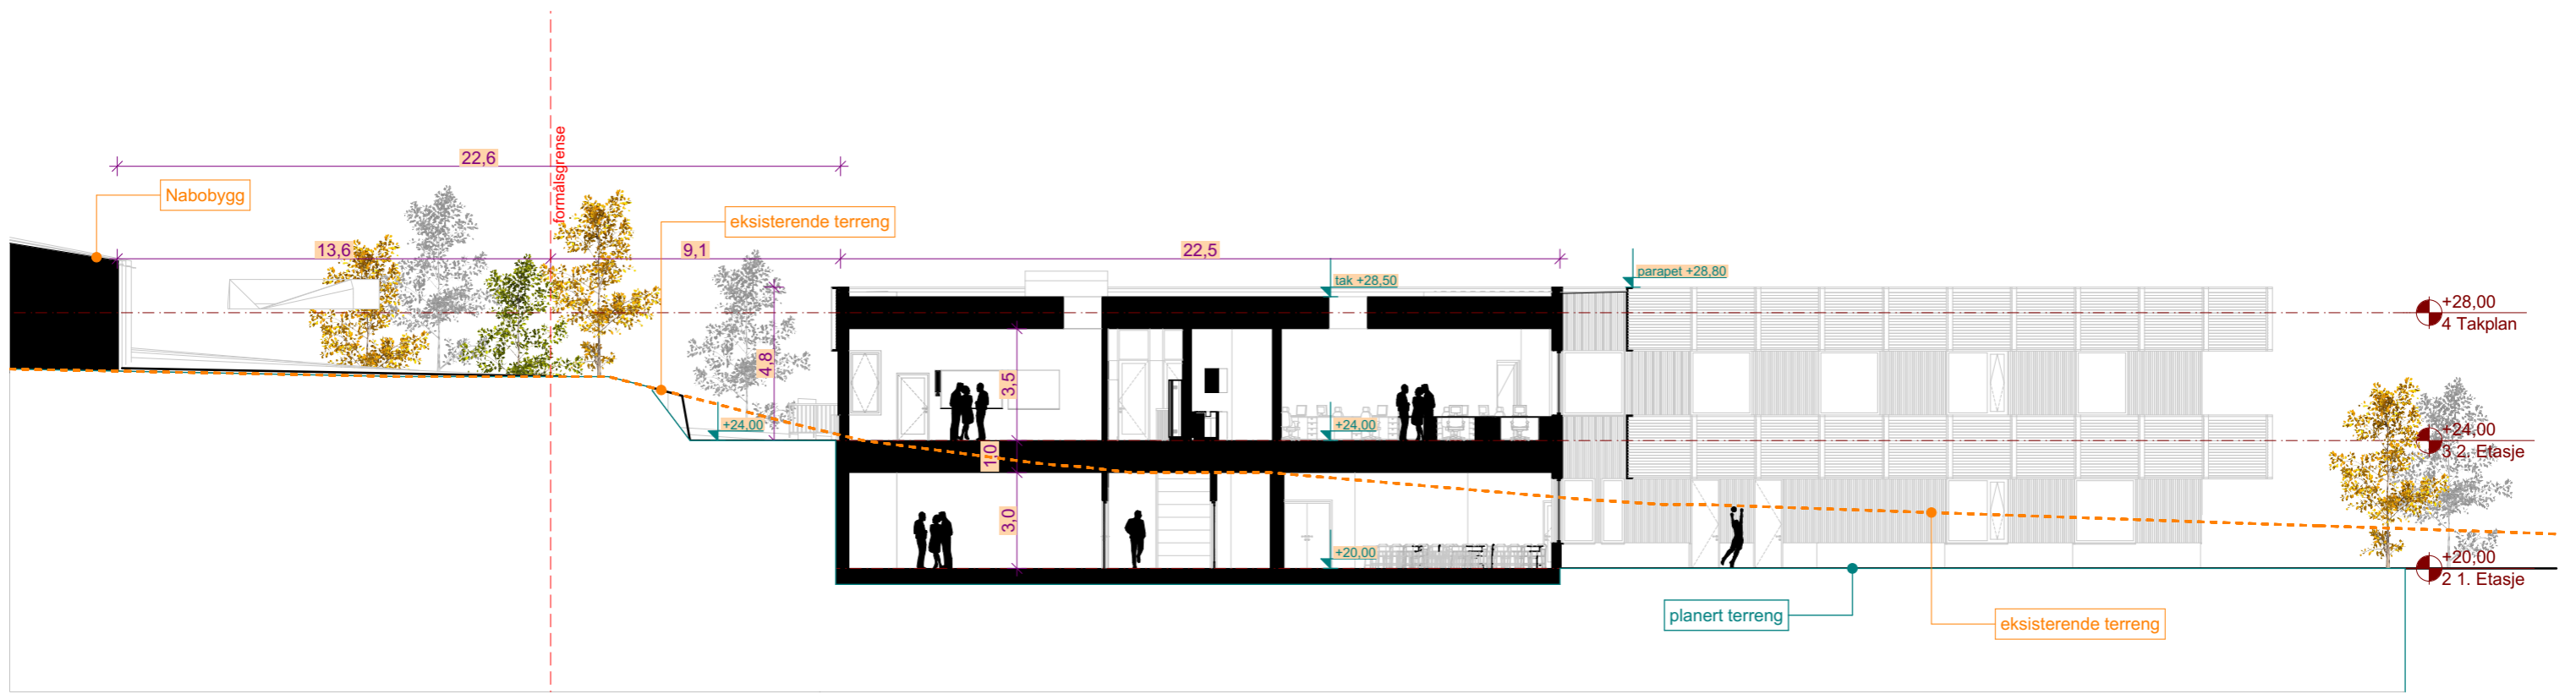 formålsgrense
22,6
Nabobygg
eksisterende terreng
13,6
9,1
22,5
tak +28,50
parapet +28,80
+28,00
4 Takplan
4,8
3,5
+24,00
+24,00
+24,00
3 2. Etasje
1,0
3,0
+20,00
+20,00
2 1. Etasje
planert terreng
eksisterende terreng